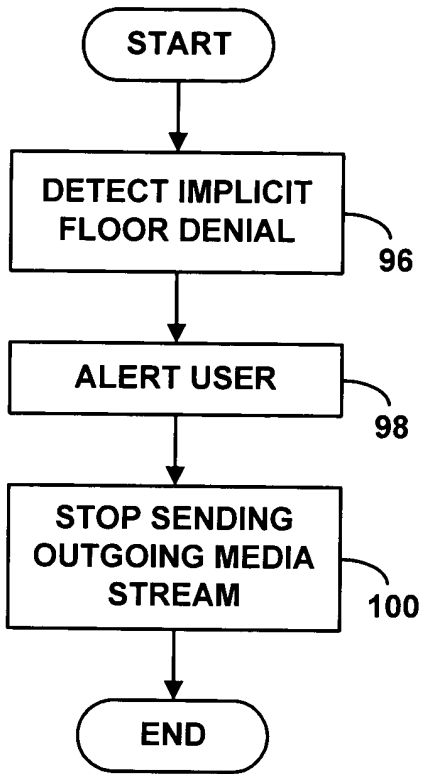 START
DETECT IMPLICIT
FLOOR DENIAL
96
ALERT USER
98
STOP SENDING
OUTGOING MEDIA
STREAM
100
END